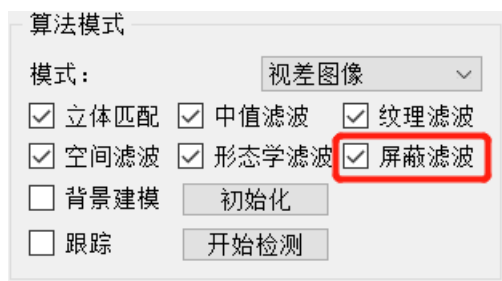 算法模式
模式： 视差图像
立体匹配 中值滤波 纹理滤波
空间滤波 形态学滤波 屏蔽滤波
背景建模 初始化
跟踪 开始检测